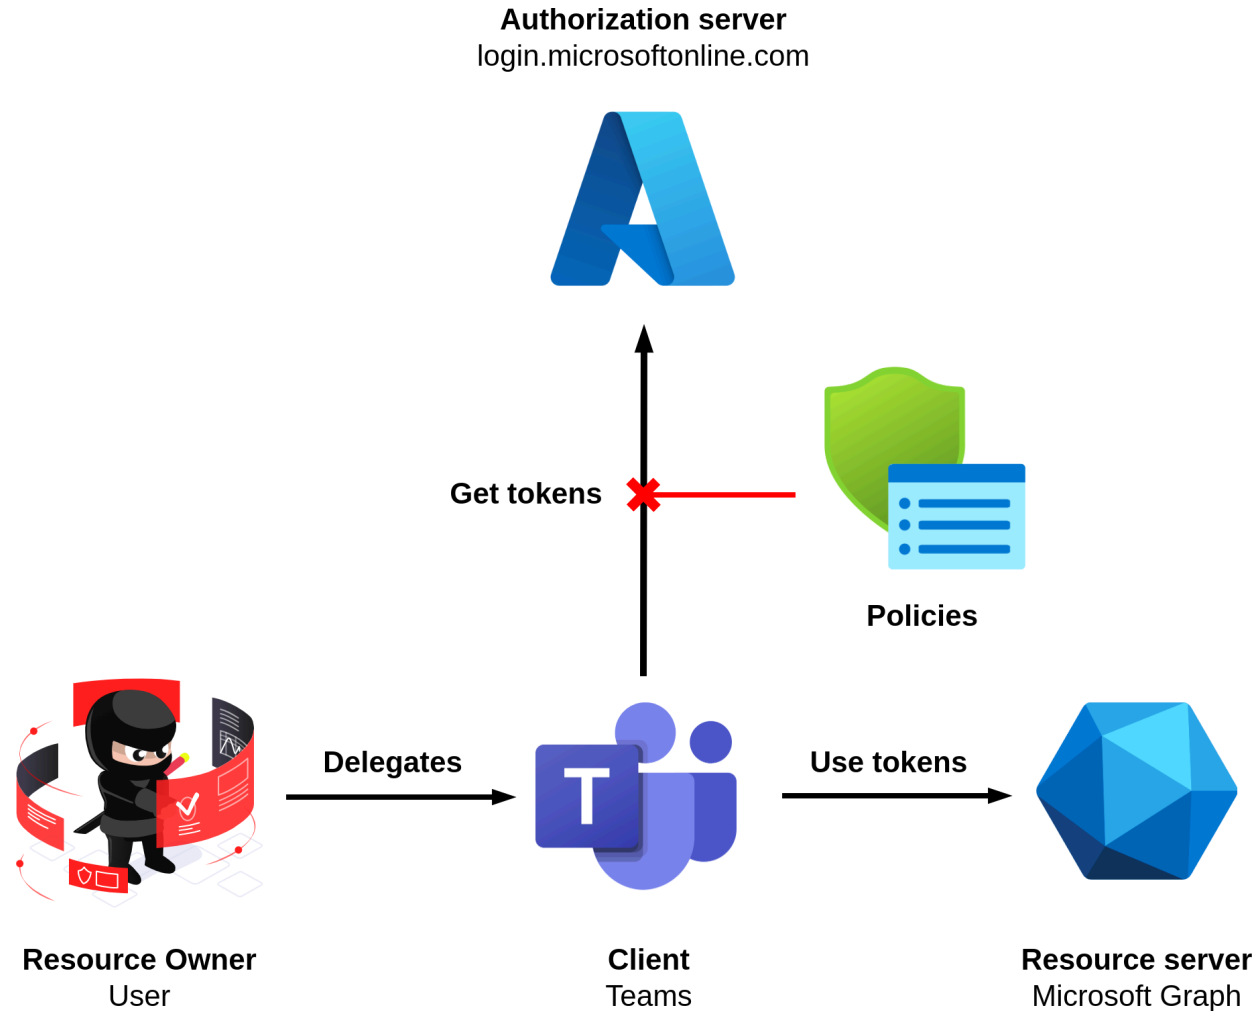 Authorization server
login.microsoftonline.com
Get tokens
Policies
Delegates
T
Use tokens
Resource Owner
User
Client
Teams
Resource server
Microsoft Graph